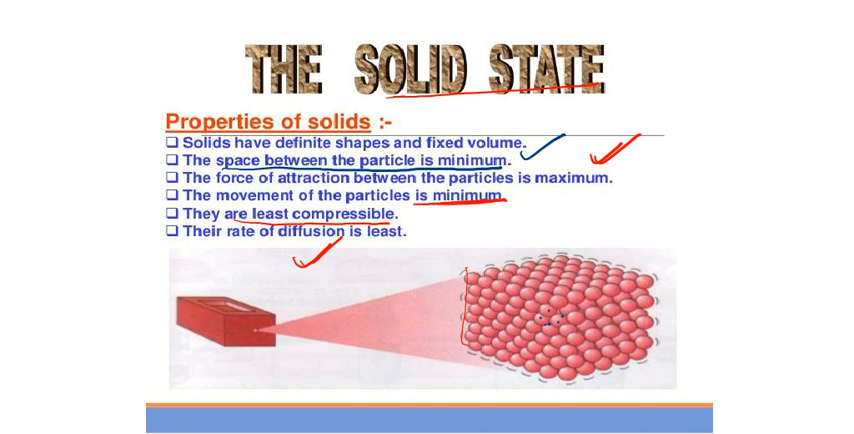 THE SOLID STATE
Properties of solids :-
❑ Solids have definite shapes and fixed volume.
❑ The space between the particle is minimum.
❑ The force of attraction between the particles is maximum.
❑ The movement of the particles is minimum.
❑ They are least compressible.
❑ Their rate of diffusion is least.